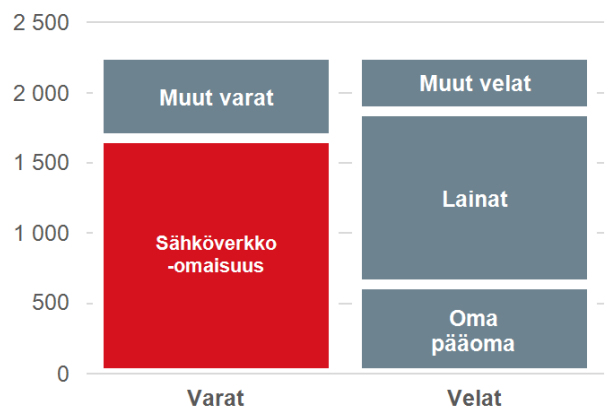 2 500
2 000
1 500
1 000
500
0
Muut varat
Sähköverkko
-omaisuus
Muut velat
Lainat
Oma
pääoma
Varat
Velat